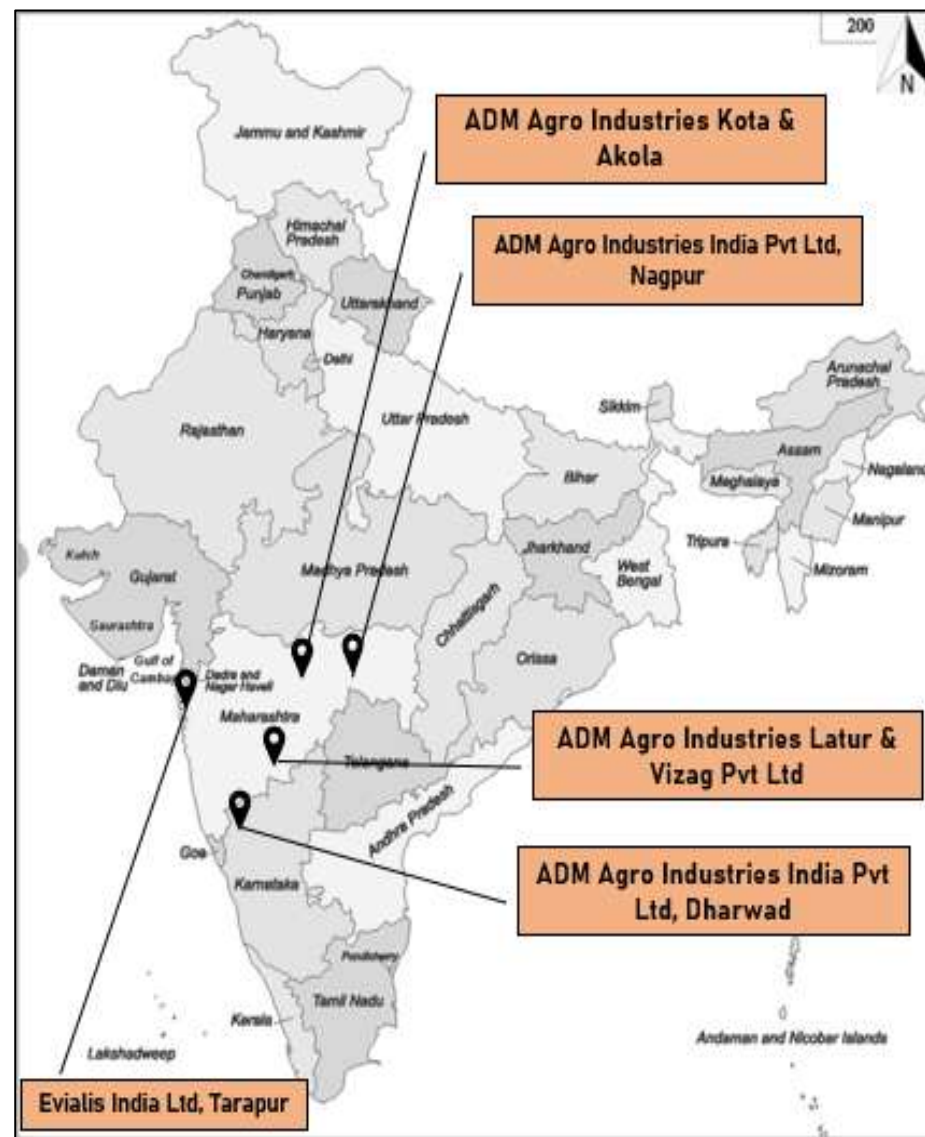 200
N
ADM Agro Industries Kota &
Akola
Jammu and Kashmir
ADM Agro Industries India Pvt Ltd,
Nagpur
Himachal
Pradesh
Chandigarh
Punjab
Uttarakhand
Haryana
Delhi
Arunachal
Pradesh
Sikkim
Uttar Pradesh
Rajasthan
Assam
Nagaland
Bihar
Meghalaya
Manipur
Tripura
Jharkhand
Kutch
Gujarat
Madhya Pradesh
West
Bengal
Mizoram
Saurashtra
Chhattisgarh
Orissa
Daman
and Diu
Gulf of
Cambay
Dadra and
Nagar Haveli
Maharashtra
ADM Agro Industries Latur &
Vizag Pvt Ltd
Telangana
Andhra Pradesh
Goa
ADM Agro Industries India Pvt
Ltd, Dharwad
Karnataka
Pondicherry
Tamil Nadu
Kerala
Lakshadweep
Andaman and Nicobar Islands
Evialis India Ltd, Tarapur